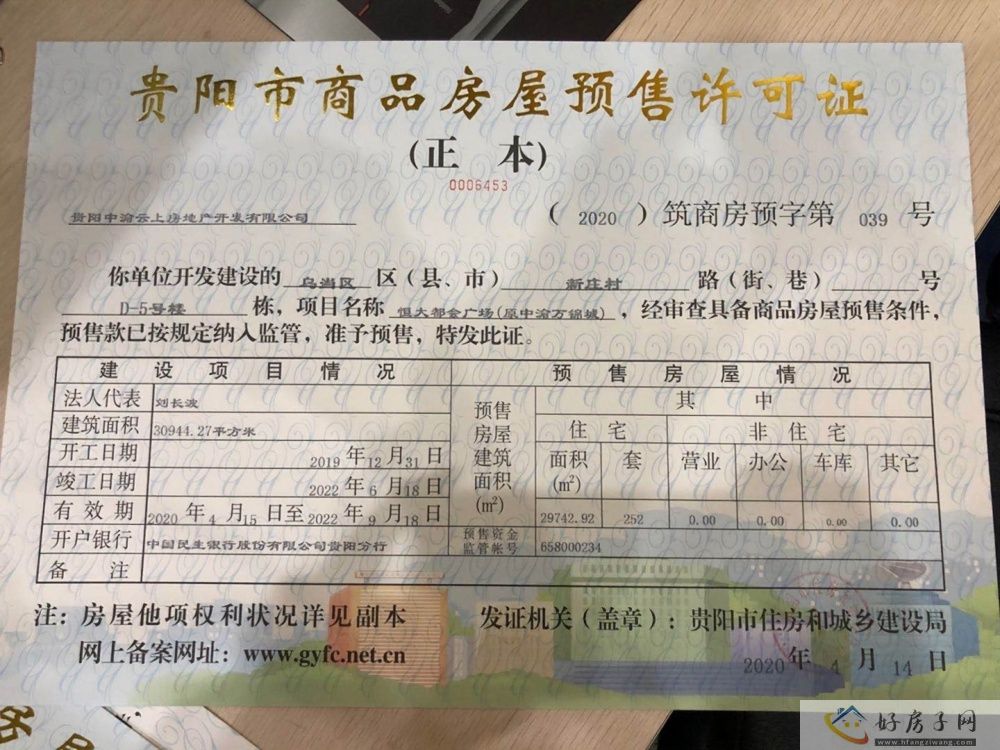 贵阳市商品房屋预售许可证
(正 本)
0006453
贵阳中渝云上房地产开发有限公司
( 2020 ) 筑商房预字第 039 号
你单位开发建设的 乌当区 区(县、市) 新庄村 路(街、巷) 号
D-5号楼 栋，项目名称 恒大都会广场(原中渝万锦城) ，经审查具备商品房屋预售条件，
预售款已按规定纳入监管，准予预售，特发此证。
建设项目情况 预售房屋情况
法人代表 刘长波 预售房屋建筑面积(m²) 其中
建筑面积 30944.27平方米 住宅 非住宅
开工日期 2019 年 12 月 31 日 面积(m²) 套 营业 办公 车库 其它
竣工日期 2022 年 6 月 18 日
有效期 2020 年 4 月 15 日至 2022 年 9 月 18 日 29742.92 252 0.00 0.00 0.00 0.00
开户银行 中国民生银行股份有限公司贵阳分行 预售资金监管帐号 658000234
备注
注：房屋他项权利状况详见副本 发证机关(盖章)：贵阳市住房和城乡建设局
网上备案网址：www.gyfc.net.cn 2020 年 4 月 14 日
好房子网
www.hfangziwang.com